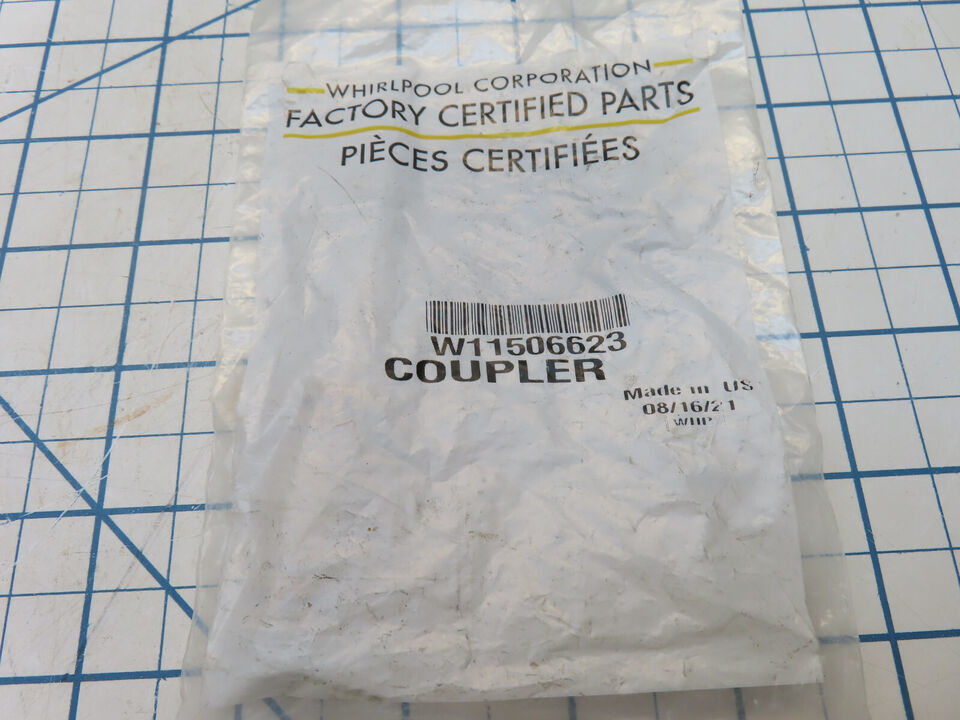 WHIRLPOOL CORPORATION
FACTORY CERTIFIED PARTS
PIÈCES CERTIFIÉES
W11506623
COUPLER
Made in US
08/16/21
WHP